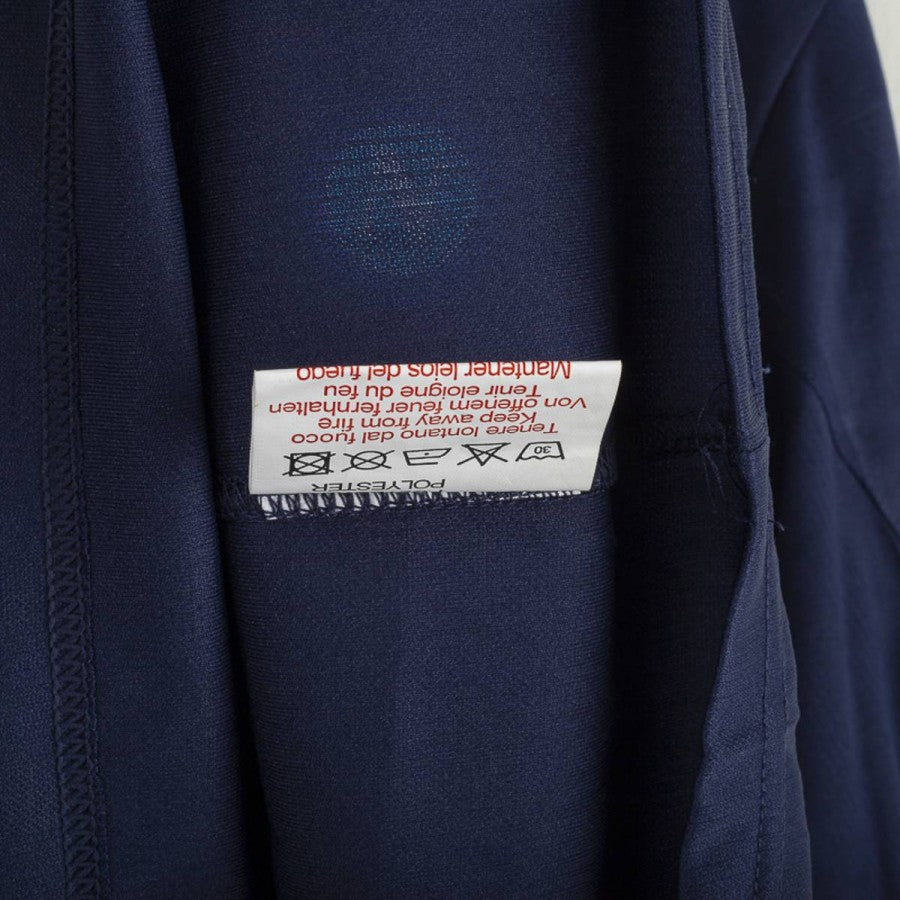 POLYESTER
30
Tenere lontano dal fuoco
Keep away from fire
Von offenem feuer fernhalten
Tenir eloigne du feu
Mantener lejos del fuego